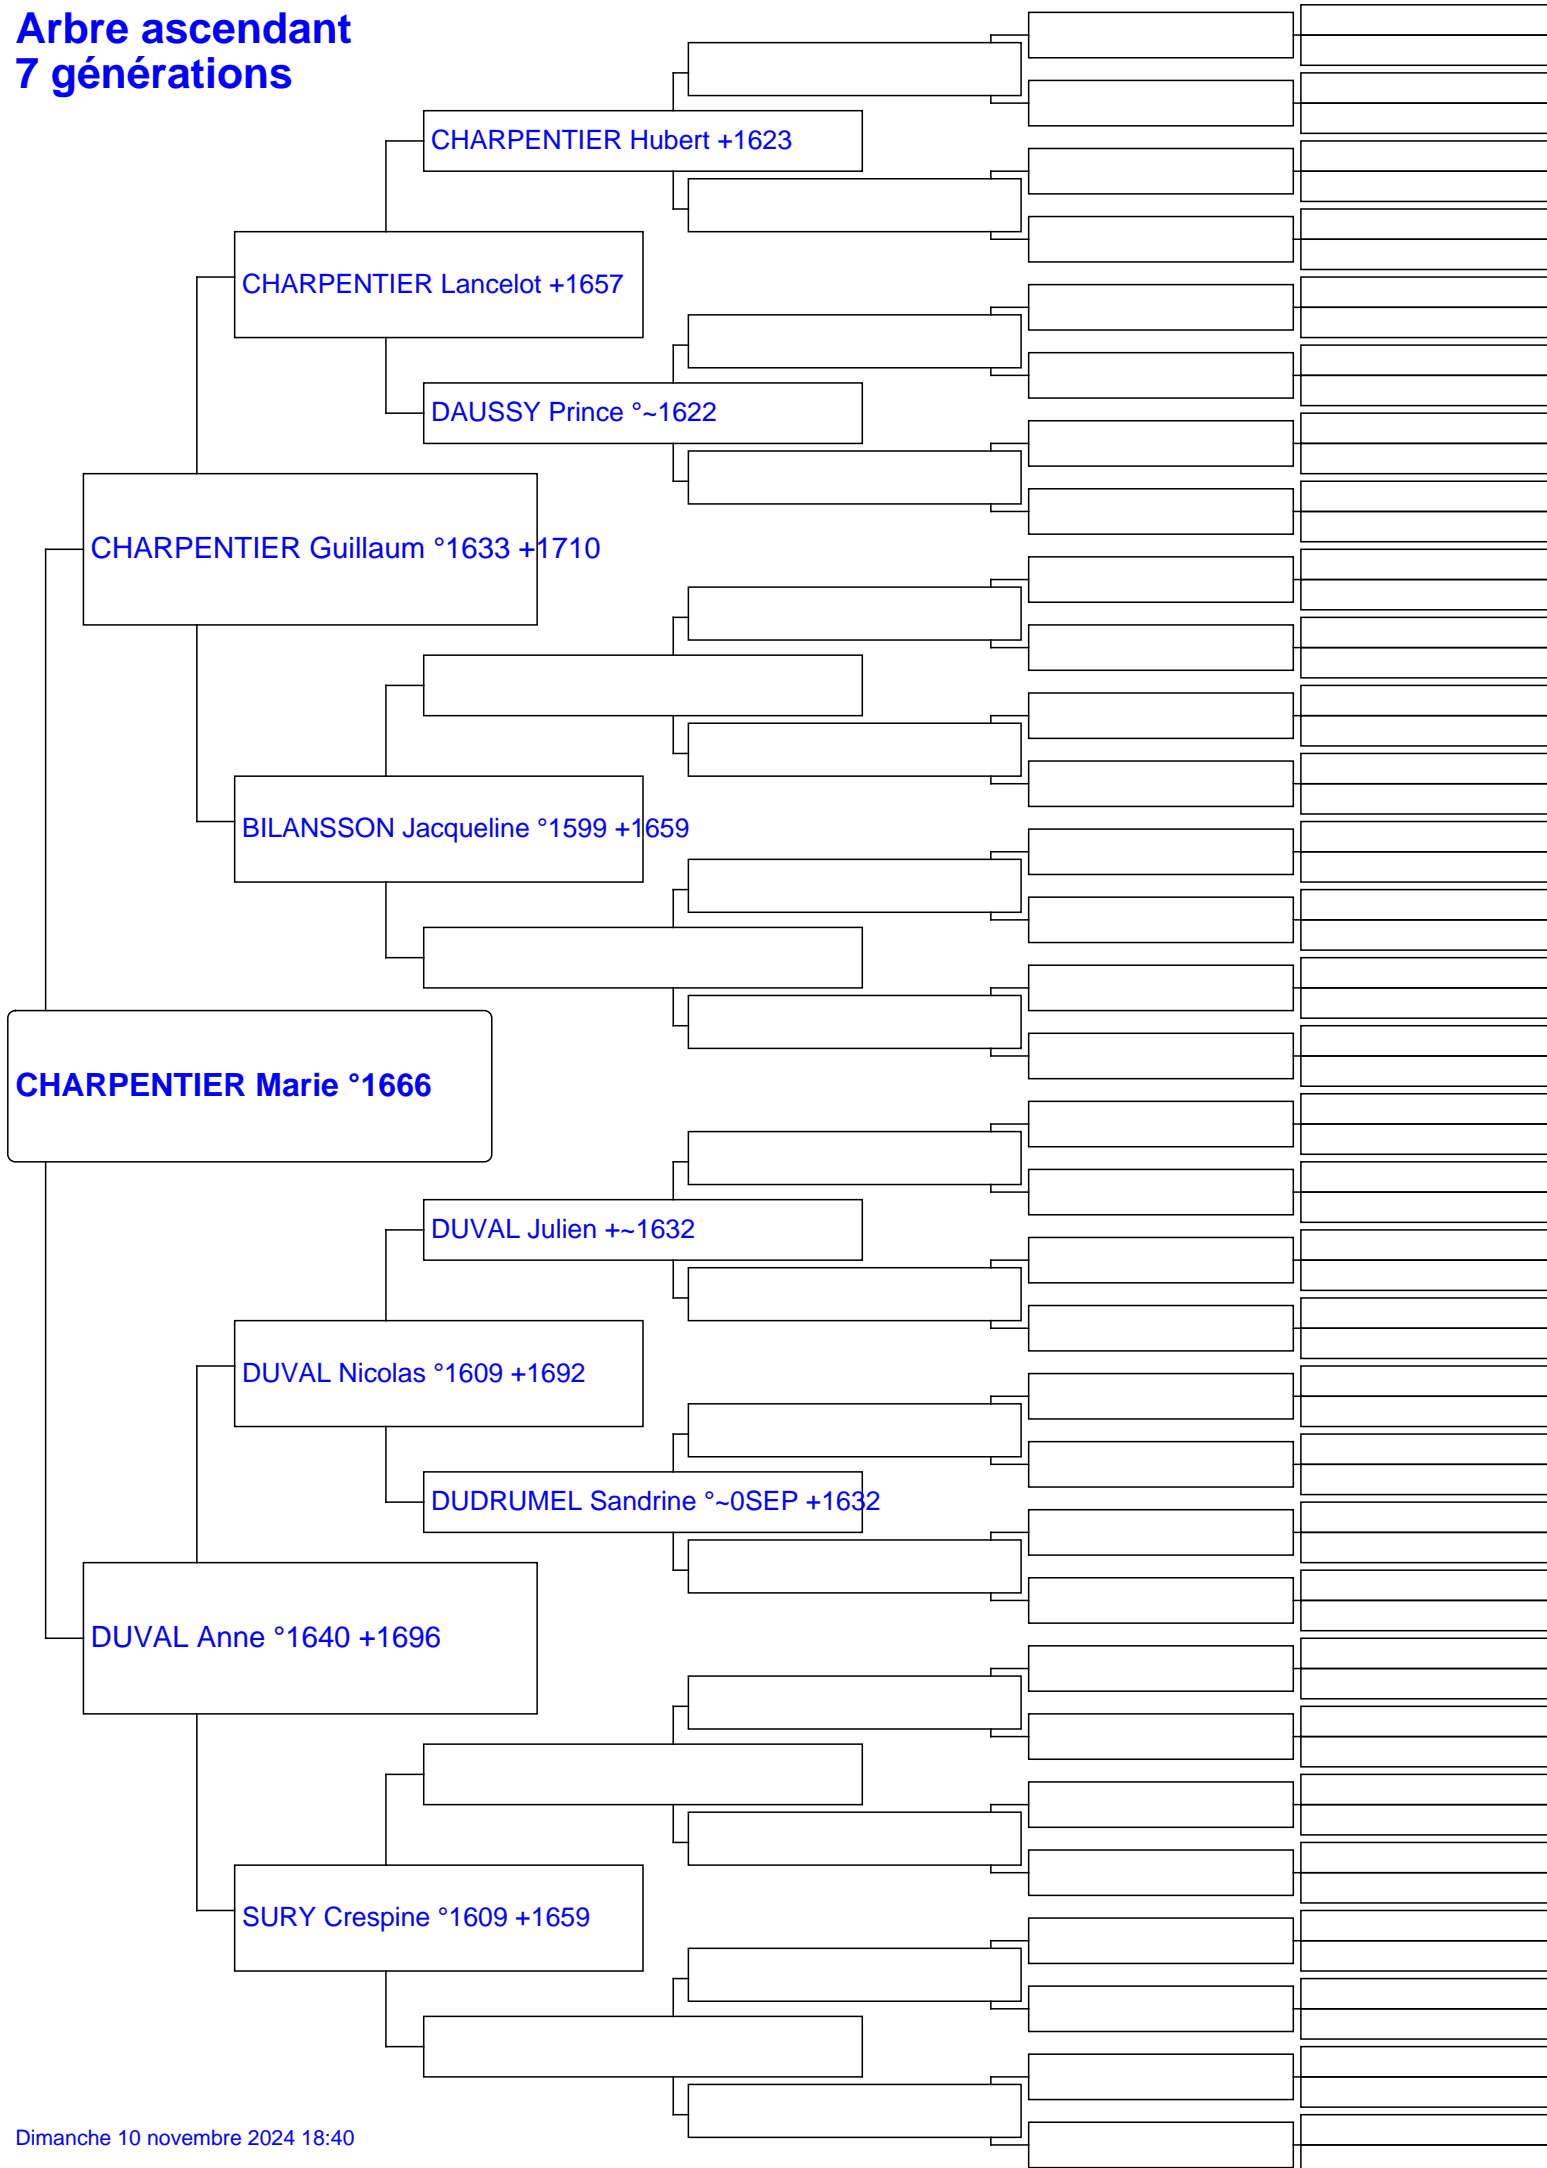 Arbre ascendant
7 générations
CHARPENTIER Hubert +1623
CHARPENTIER Lancelot +1657
DAUSSY Prince °~1622
CHARPENTIER Guillaum °1633 +1710
BILANSSON Jacqueline °1599 +1659
CHARPENTIER Marie °1666
DUVAL Julien +~1632
DUVAL Nicolas °1609 +1692
DUDRUMEL Sandrine °~0SEP +1632
DUVAL Anne °1640 +1696
SURY Crespine °1609 +1659
Dimanche 10 novembre 2024 18:40